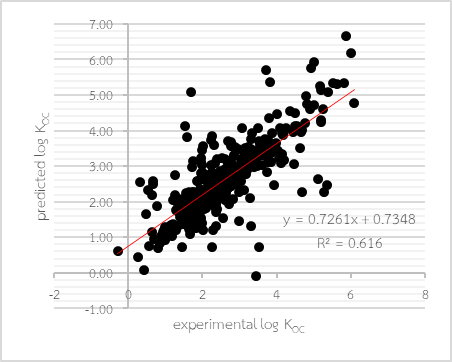 7.00
6.00
5.00
4.00
3.00
2.00
1.00
0.00
-1.00
-2 0 2 4 6 8
predicted log KOC
y = 0.7261x + 0.7348
R² = 0.616
experimental log KOC